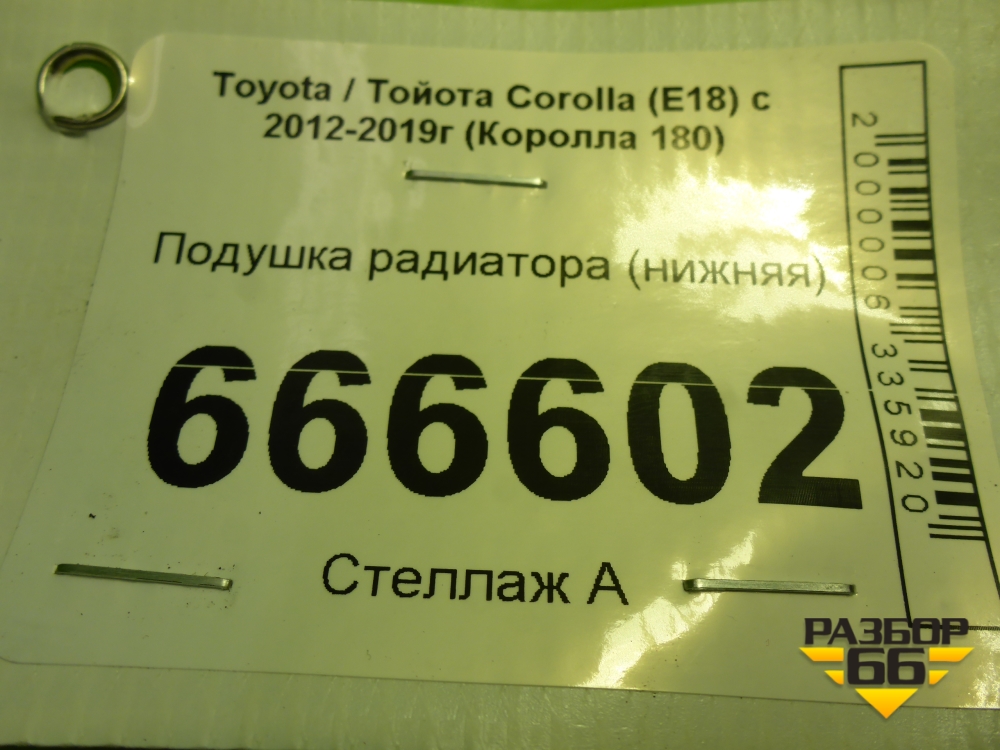 Toyota / Тойота Corolla (E18) с
2012-2019г (Королла 180)
Подушка радиатора (нижняя)
666602
Стеллаж А
2000006335920
РАЗБОР
66